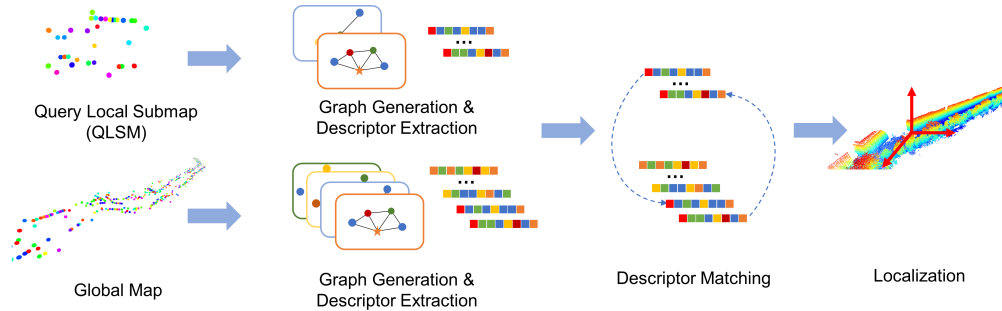 Query Local Submap
(QLSM)
Graph Generation &
Descriptor Extraction
Global Map
Graph Generation &
Descriptor Extraction
Descriptor Matching
Localization